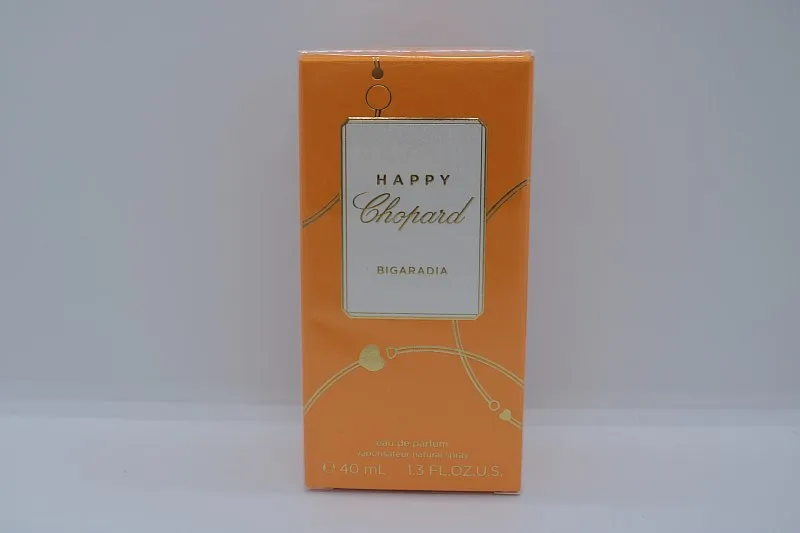 HAPPY
Chopard
BIGARADIA
eau de parfum
vaporisateur natural spray
℮ 40 mL 1.3 FL.OZ.U.S.